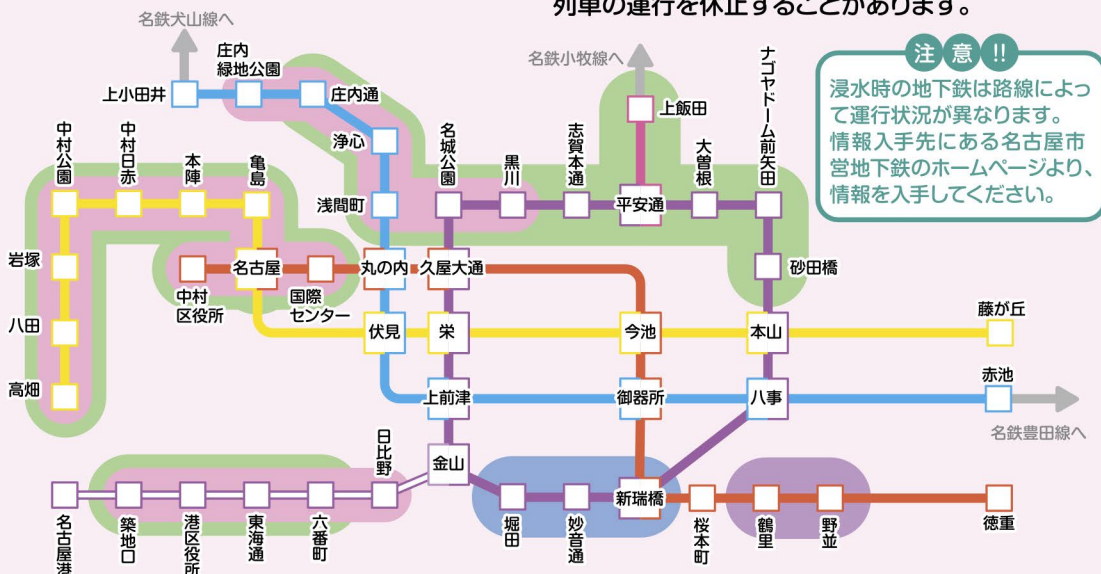 列車の運行を休止することがあります。
名鉄犬山線へ
庄内
緑地公園
上小田井
庄内通
浄心
浅間町
名鉄小牧線へ
上飯田
ナゴヤドーム前矢田
注意!!
浸水時の地下鉄は路線によっ
て運行状況が異なります。
情報入手先にある名古屋市
営地下鉄のホームページより、
情報を入手してください。
中村公園
中村日赤
本陣
亀島
名城公園
黒川
志賀本通
平安通
大曽根
砂田橋
岩塚
八田
高畑
名古屋
中村
区役所
国際
センター
丸の内
久屋大通
伏見
栄
今池
本山
藤が丘
上前津
御器所
八事
赤池
名鉄豊田線へ
日比野
金山
名古屋港
築地口
港区役所
東海通
六番町
堀田
妙音通
新瑞橋
桜本町
鶴里
野並
徳重